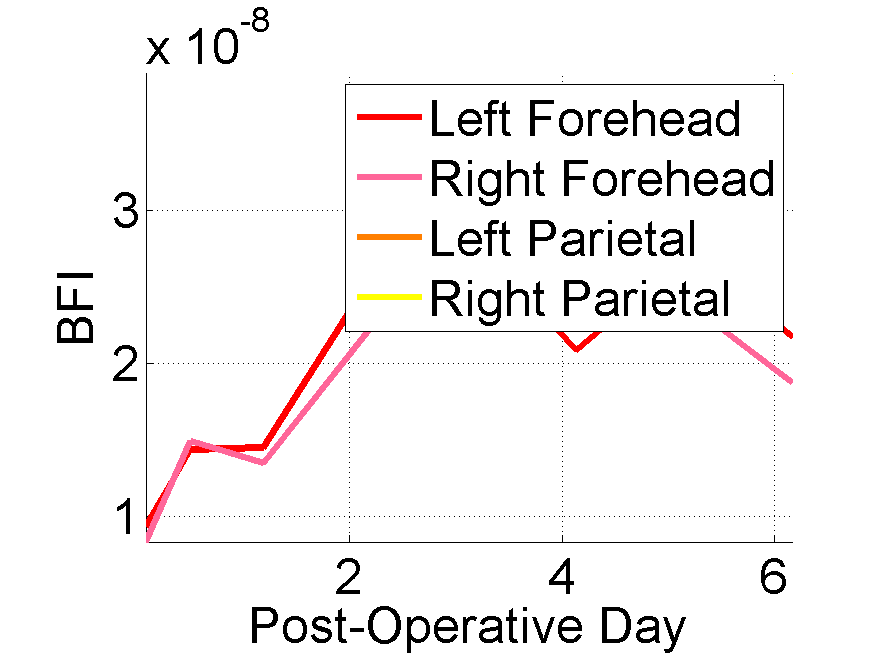 x 10^-8
Left Forehead
Right Forehead
Left Parietal
Right Parietal
3
2
1
BFI
2 4 6
Post-Operative Day